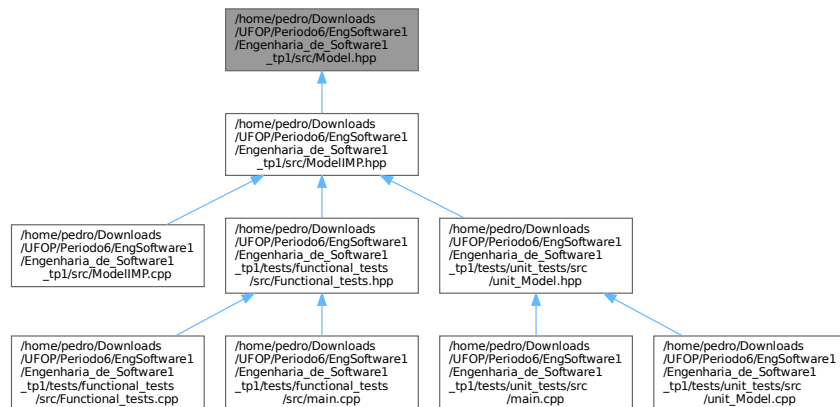 /home/pedro/Downloads
/UFOP/Periodo6/EngSoftware1
/Engenharia_de_Software1
_tp1/src/Model.hpp
/home/pedro/Downloads
/UFOP/Periodo6/EngSoftware1
/Engenharia_de_Software1
_tp1/src/ModelIMP.hpp
/home/pedro/Downloads
/UFOP/Periodo6/EngSoftware1
/Engenharia_de_Software1
_tp1/src/ModelIMP.cpp
/home/pedro/Downloads
/UFOP/Periodo6/EngSoftware1
/Engenharia_de_Software1
_tp1/tests/functional_tests
/src/Functional_tests.hpp
/home/pedro/Downloads
/UFOP/Periodo6/EngSoftware1
/Engenharia_de_Software1
_tp1/tests/unit_tests/src
/unit_Model.hpp
/home/pedro/Downloads
/UFOP/Periodo6/EngSoftware1
/Engenharia_de_Software1
_tp1/tests/functional_tests
/src/Functional_tests.cpp
/home/pedro/Downloads
/UFOP/Periodo6/EngSoftware1
/Engenharia_de_Software1
_tp1/tests/functional_tests
/src/main.cpp
/home/pedro/Downloads
/UFOP/Periodo6/EngSoftware1
/Engenharia_de_Software1
_tp1/tests/unit_tests/src
/main.cpp
/home/pedro/Downloads
/UFOP/Periodo6/EngSoftware1
/Engenharia_de_Software1
_tp1/tests/unit_tests/src
/unit_Model.cpp